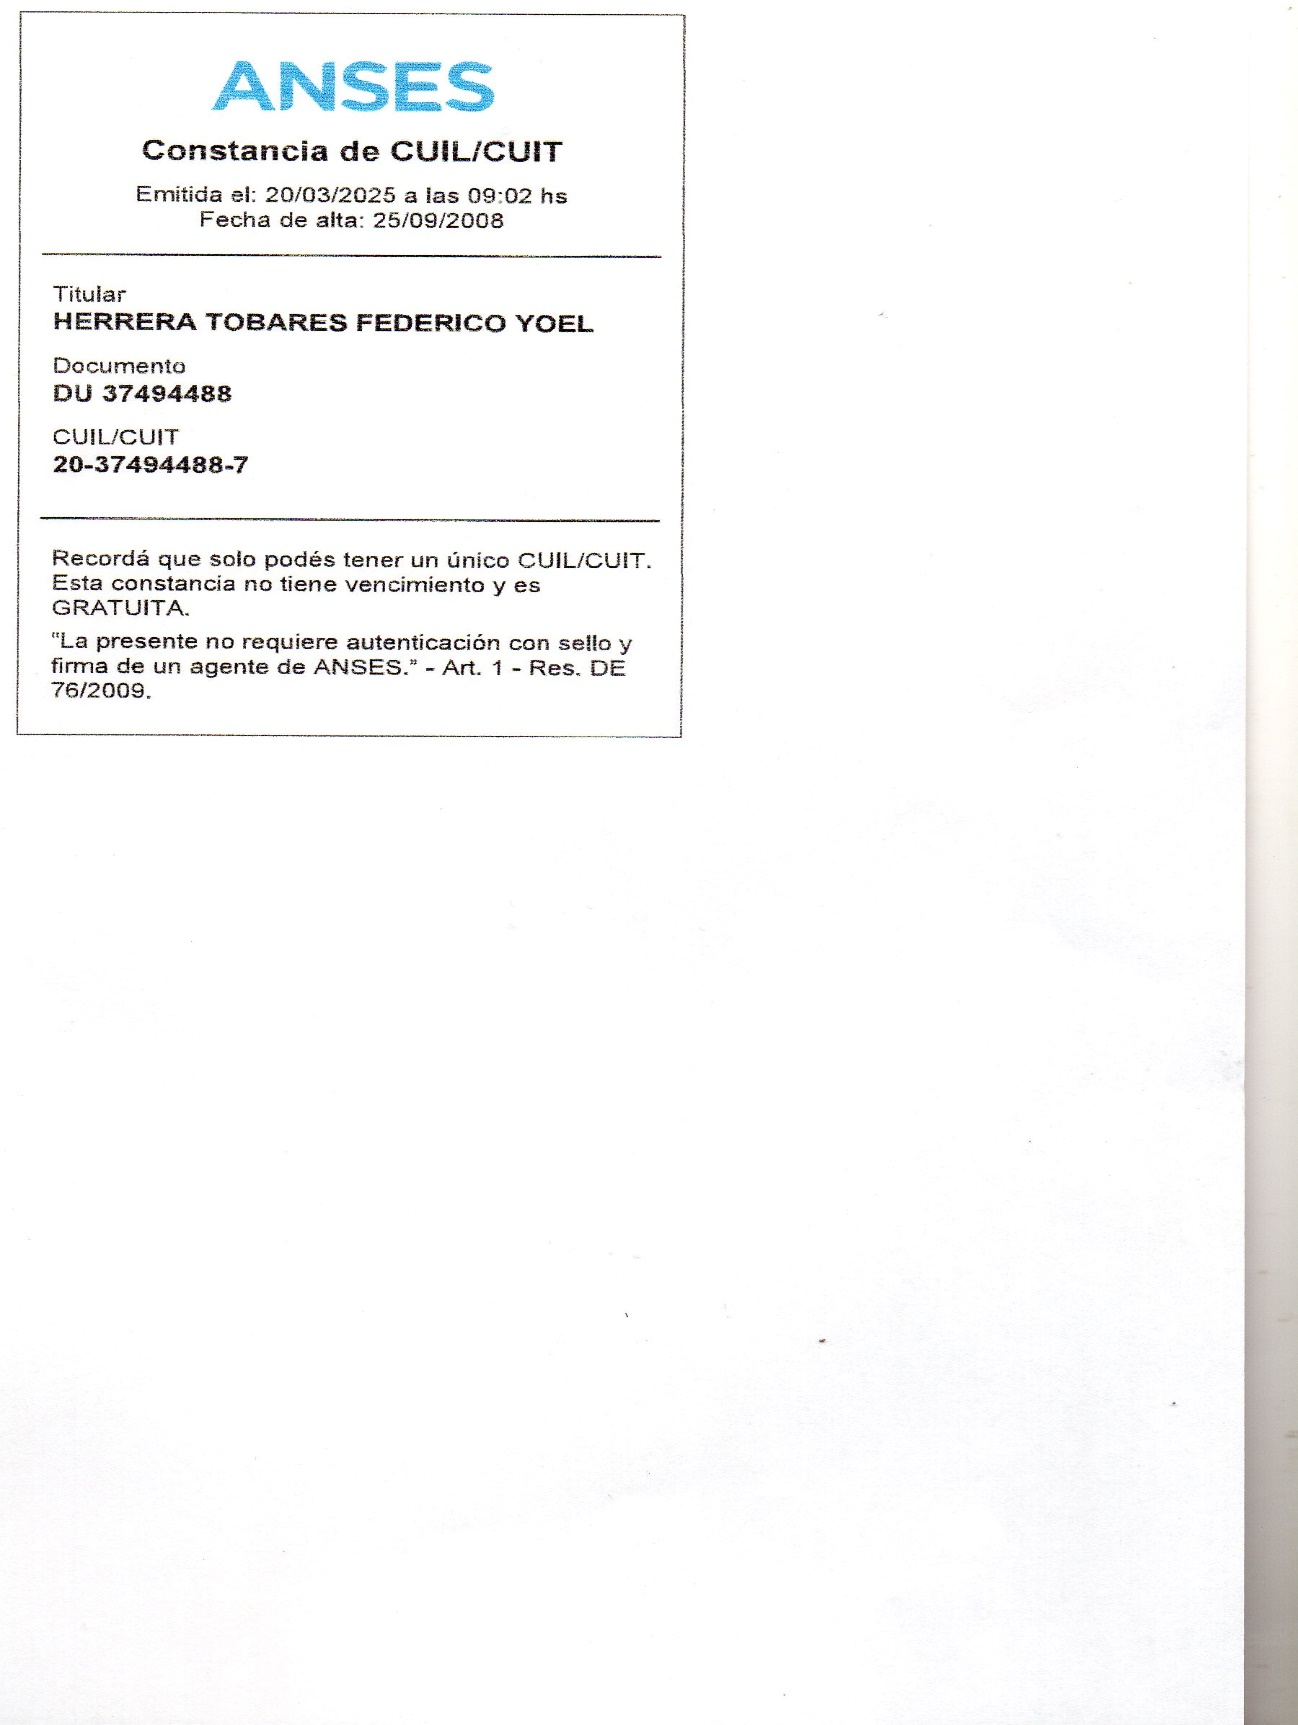 ANSES
Constancia de CUIL/CUIT
Emitida el: 20/03/2025 a las 09:02 hs
Fecha de alta: 25/09/2008
Titular
HERRERA TOBARES FEDERICO YOEL
Documento
DU 37494488
CUIL/CUIT
20-37494488-7
Recordá que solo podés tener un único CUIL/CUIT.
Esta constancia no tiene vencimiento y es
GRATUITA.
"La presente no requiere autenticación con sello y
firma de un agente de ANSES." - Art. 1 - Res. DE
76/2009.